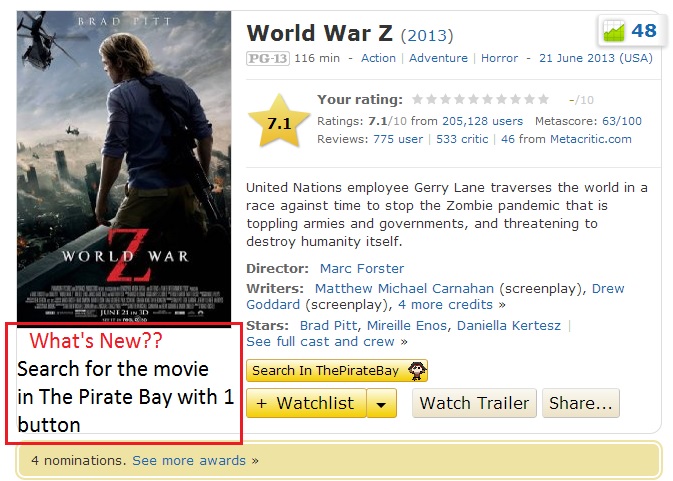 BRAD PITT
Z
WORLD WAR
JUNE 21 IN 3D
World War Z (2013)
48
PG-13 116 min - Action | Adventure | Horror - 21 June 2013 (USA)
7.1
Your rating: -/10
Ratings: 7.1/10 from 205,128 users Metascore: 63/100
Reviews: 775 user | 533 critic | 46 from Metacritic.com
United Nations employee Gerry Lane traverses the world in a
race against time to stop the Zombie pandemic that is
toppling armies and governments, and threatening to
destroy humanity itself.
Director: Marc Forster
Writers: Matthew Michael Carnahan (screenplay), Drew
Goddard (screenplay), 4 more credits »
Stars: Brad Pitt, Mireille Enos, Daniella Kertesz |
See full cast and crew »
What's New??
Search for the movie
in The Pirate Bay with 1
button
Search In ThePirateBay
+ Watchlist
Watch Trailer
Share...
4 nominations. See more awards »